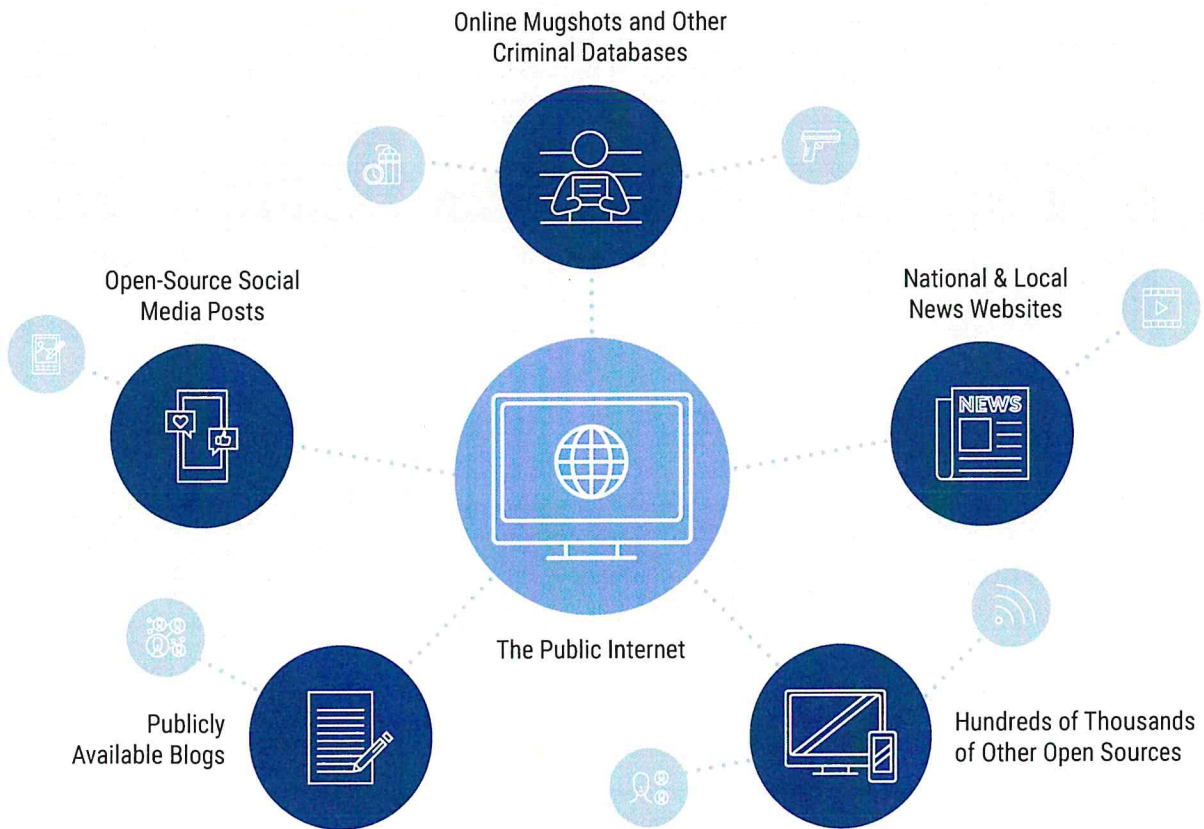 Online Mugshots and Other
Criminal Databases
Open-Source Social
Media Posts
National & Local
News Websites
NEWS
The Public Internet
Publicly
Available Blogs
Hundreds of Thousands
of Other Open Sources